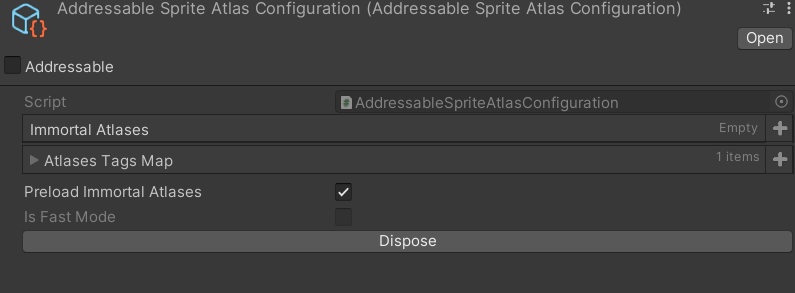 Addressable Sprite Atlas Configuration (Addressable Sprite Atlas Configuration)
Open
Addressable
Script AddressableSpriteAtlasConfiguration
Immortal Atlases Empty
Atlases Tags Map 1 items
Preload Immortal Atlases
Is Fast Mode
Dispose